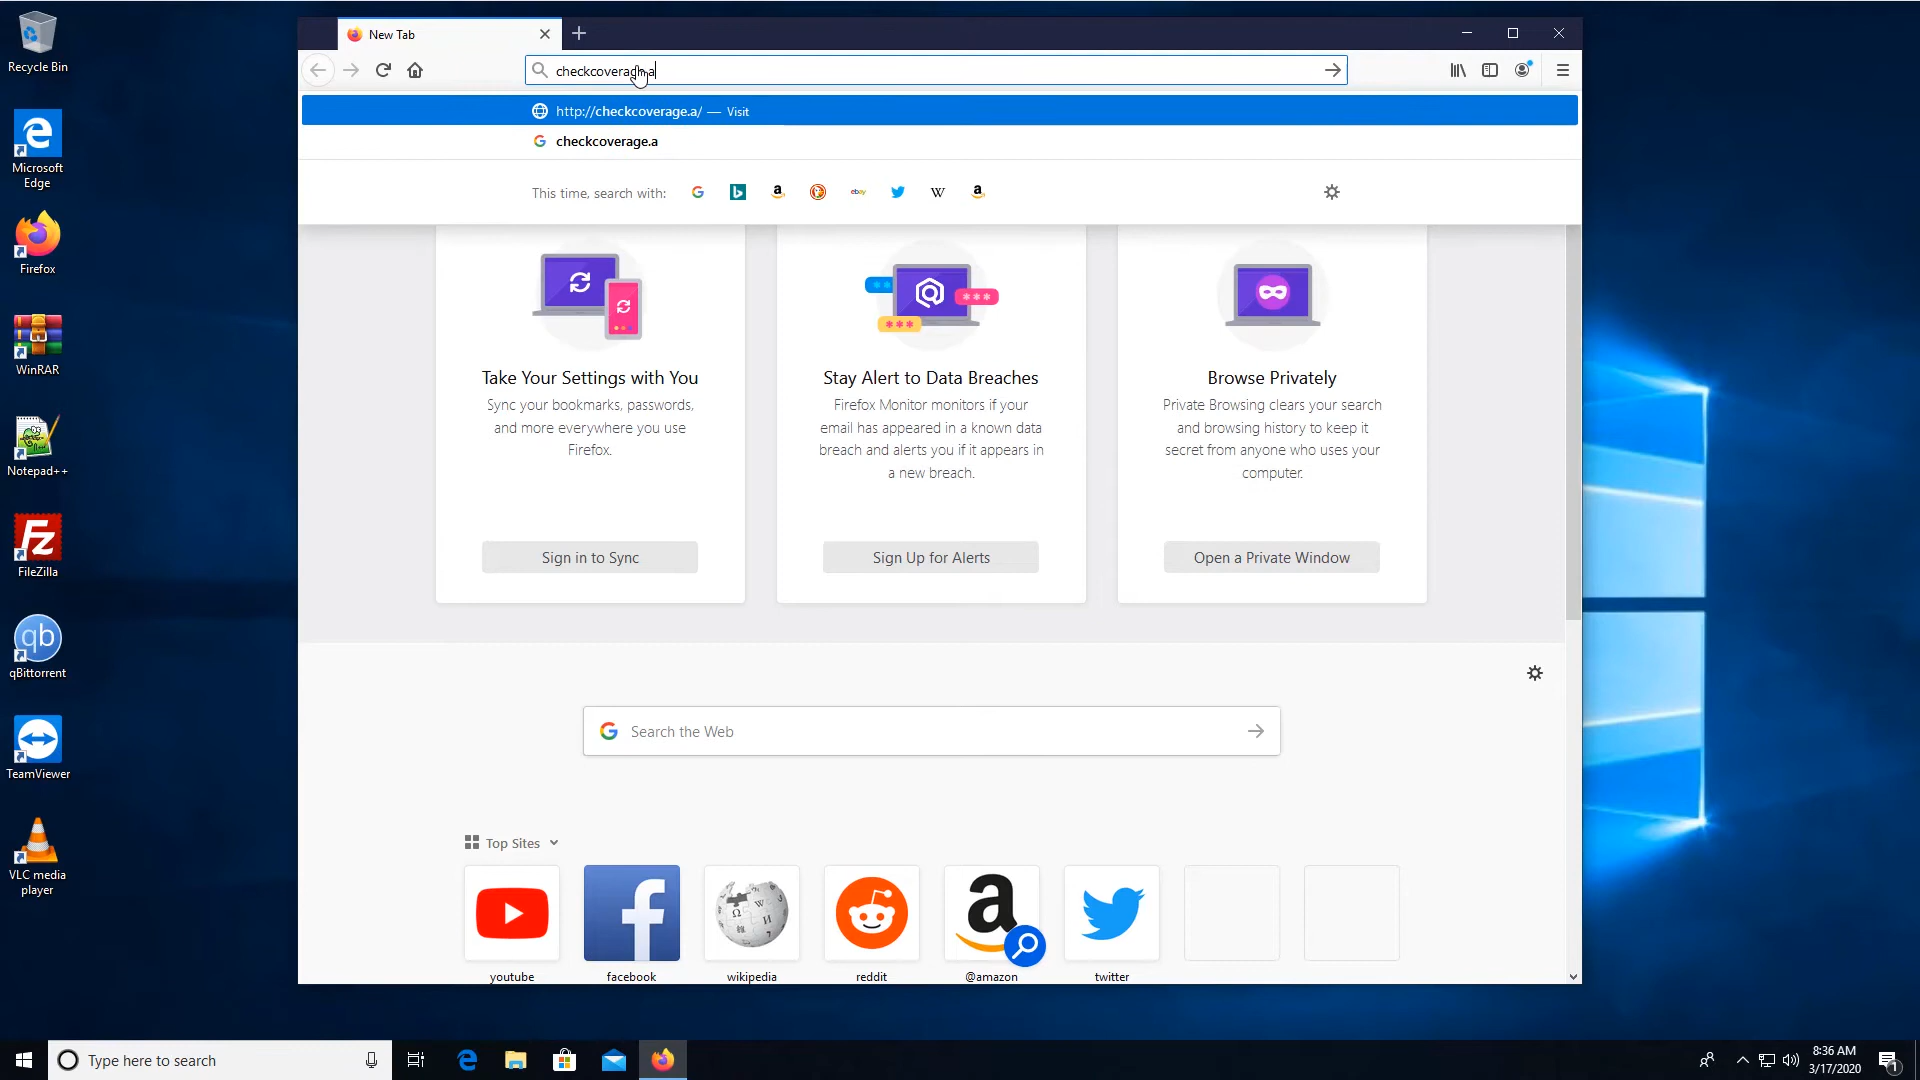 Recycle Bin
Microsoft
Edge
Firefox
WinRAR
Notepad++
FileZilla
qBittorrent
TeamViewer
VLC media
player
New Tab
http://checkcoverage.a/ — Visit
checkcoverage.a
This time, search with:
ebay
Take Your Settings with You
Sync your bookmarks, passwords,
and more everywhere you use
Firefox.
Sign in to Sync
Stay Alert to Data Breaches
Firefox Monitor monitors if your
email has appeared in a known data
breach and alerts you if it appears in
a new breach.
Sign Up for Alerts
Browse Privately
Private Browsing clears your search
and browsing history to keep it
secret from anyone who uses your
computer.
Open a Private Window
Search the Web
Top Sites
youtube
facebook
wikipedia
reddit
@amazon
twitter
Type here to search
8:36 AM
3/17/2020
1